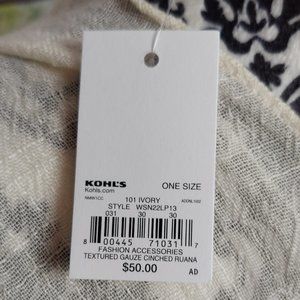 KOHL'S
Kohls.com
ONE SIZE
101 IVORY
STYLE WSN22LP13
031 30 30
8 00445 71031 7
FASHION ACCESSORIES
TEXTURED GAUZE CINCHED RUANA
$50.00
AD